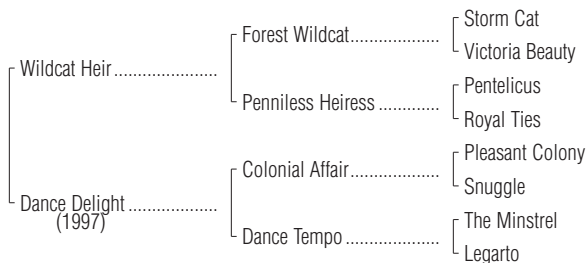 Storm Cat
Forest Wildcat....................
Victoria Beauty
Wildcat Heir.......................
Pentelicus
Penniless Heiress .............
Royal Ties
Pleasant Colony
Colonial Affair....................
Snuggle
Dance Delight....................
(1997)
The Minstrel
Dance Tempo.....................
Legarto